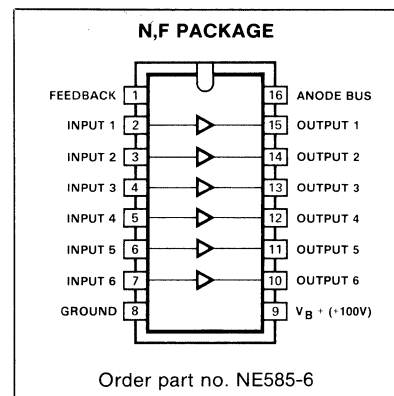 N,F PACKAGE
FEEDBACK 1 16 ANODE BUS
INPUT 1 2 15 OUTPUT 1
INPUT 2 3 14 OUTPUT 2
INPUT 3 4 13 OUTPUT 3
INPUT 4 5 12 OUTPUT 4
INPUT 5 6 11 OUTPUT 5
INPUT 6 7 10 OUTPUT 6
GROUND 8 9 VB + (+100V)
Order part no. NE585-6